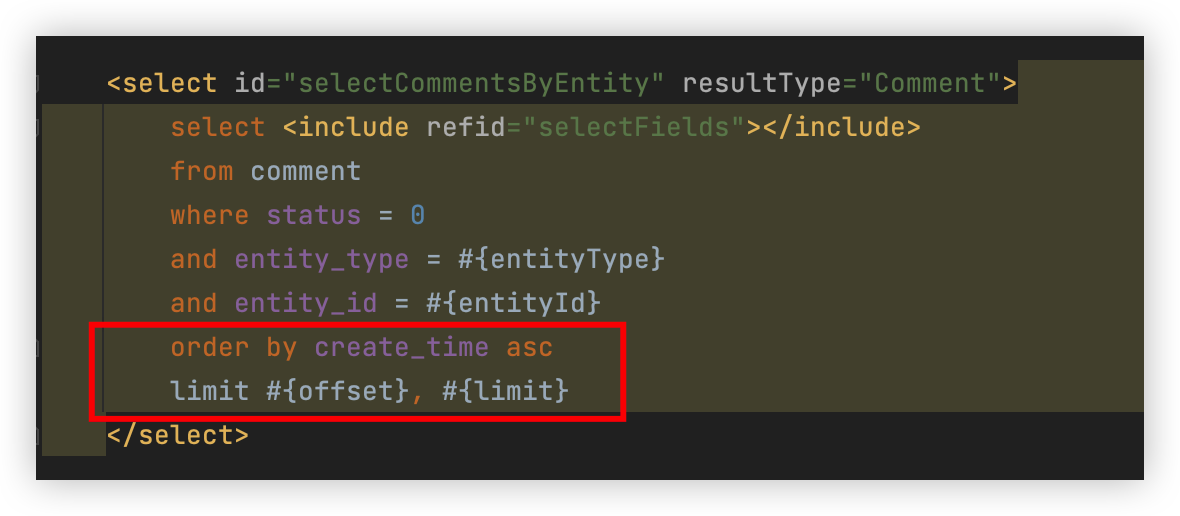 <select id="selectCommentsByEntity" resultType="Comment">
select <include refid="selectFields"></include>
from comment
where status = 0
and entity_type = #{entityType}
and entity_id = #{entityId}
order by create_time asc
limit #{offset}, #{limit}
</select>